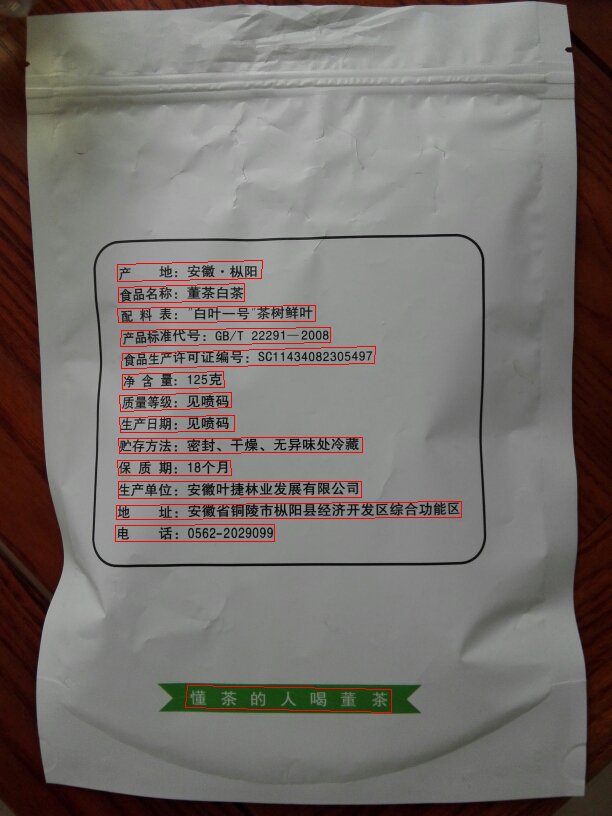 产 地：安徽·枞阳
食品名称：董茶白茶
配 料 表："白叶一号"茶树鲜叶
产品标准代号：GB/T 22291—2008
食品生产许可证编号：SC11434082305497
净 含 量：125克
质量等级：见喷码
生产日期：见喷码
贮存方法：密封、干燥、无异味处冷藏
保 质 期：18个月
生产单位：安徽叶捷林业发展有限公司
地 址：安徽省铜陵市枞阳县经济开发区综合功能区
电 话：0562-2029099
懂茶的人喝董茶